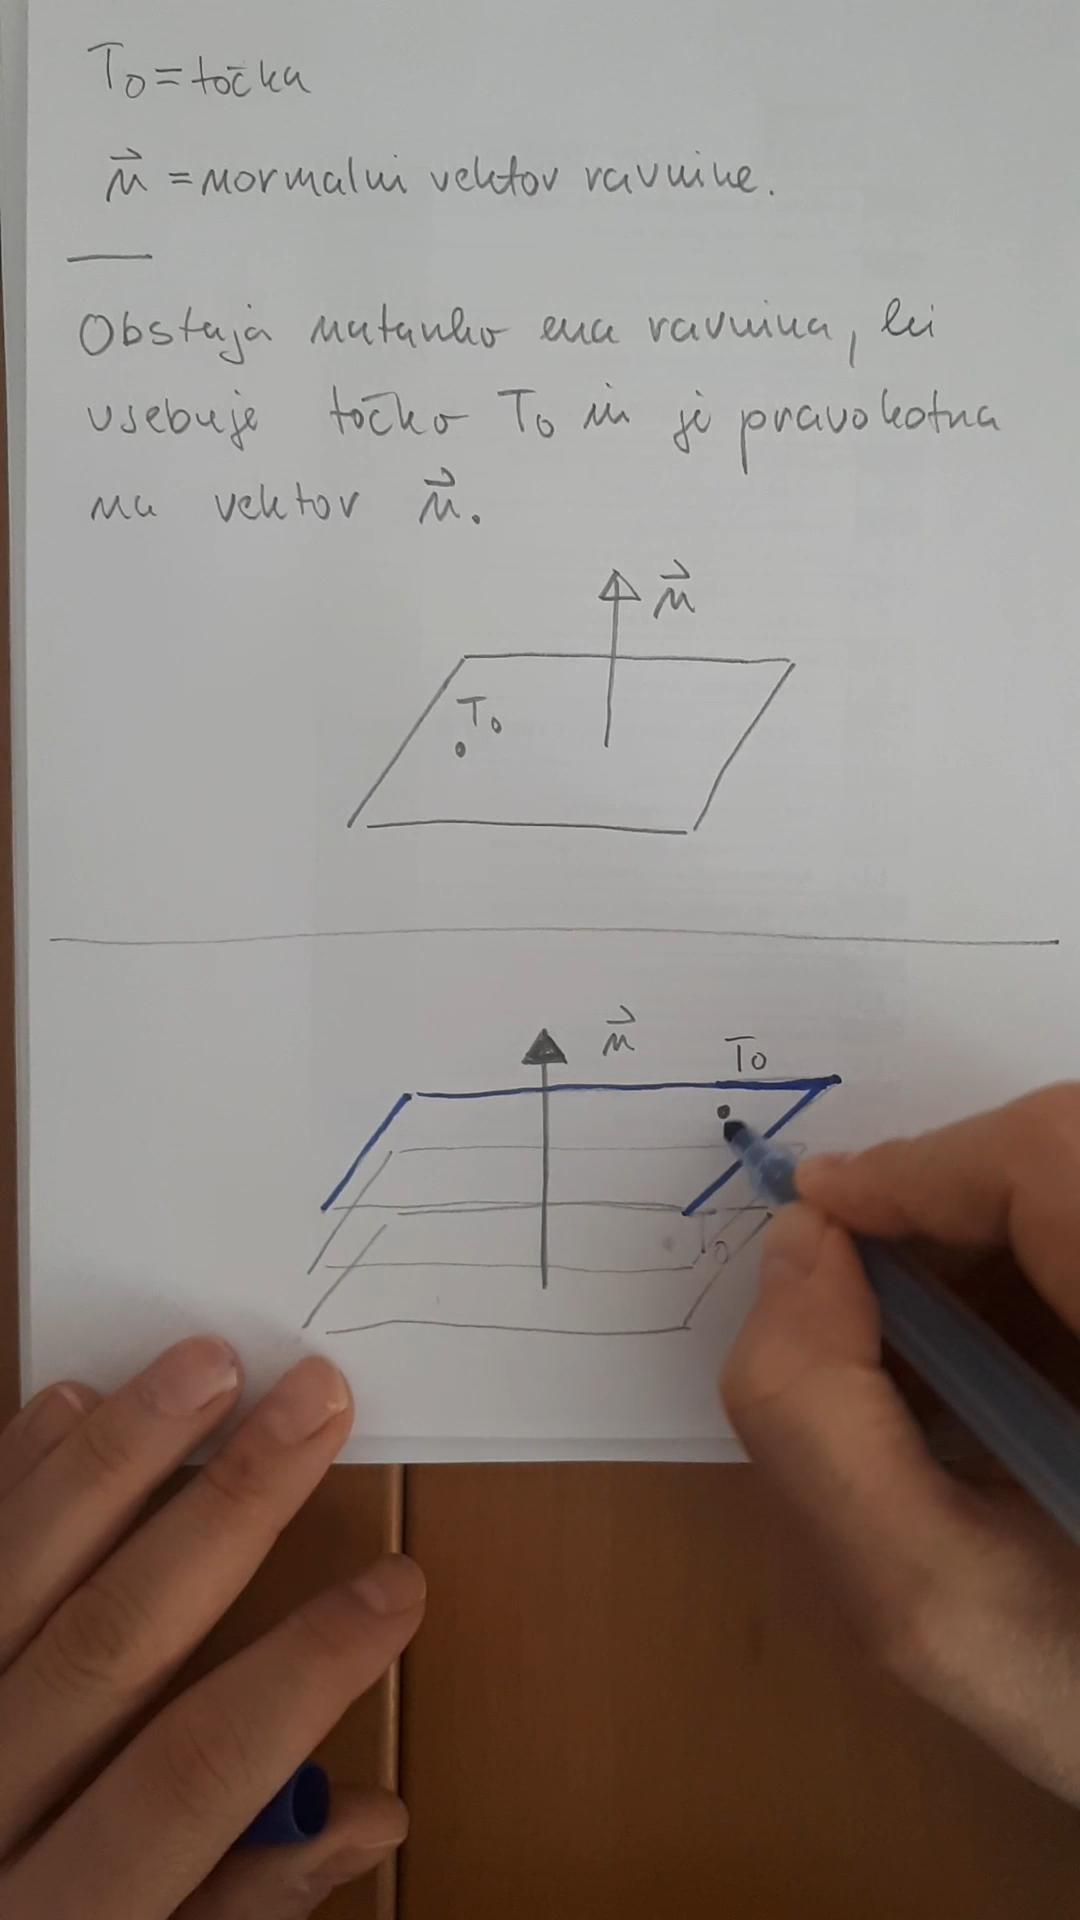 T₀ = točka
n⃗ = normalni vektor ravnine.
Obstaja natanko ena ravnina, ki
vsebuje točko T₀ in je pravokotna
na vektor n⃗.
n⃗
T₀
n⃗
T₀
T₀